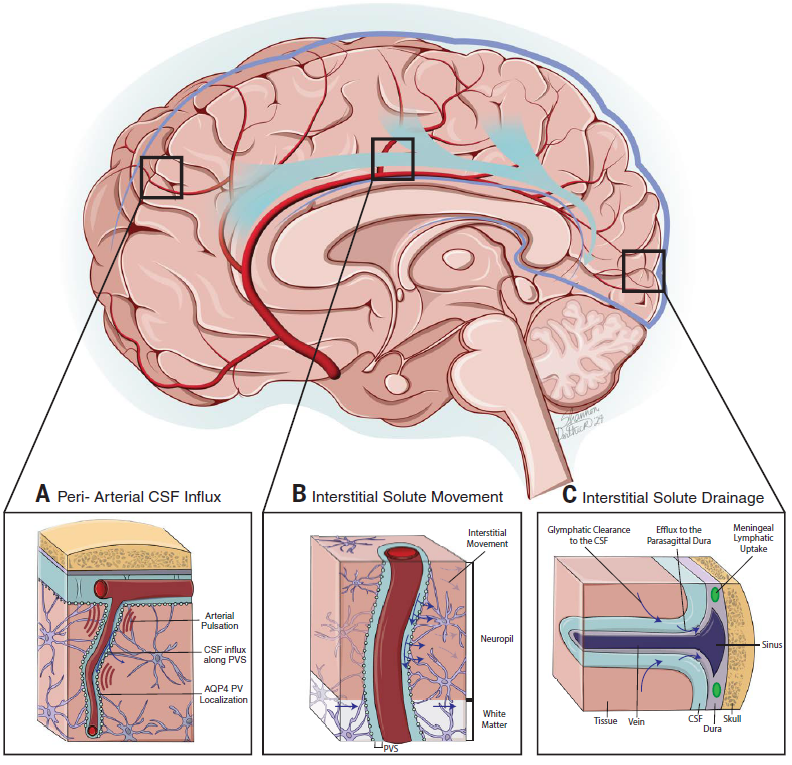 A Peri- Arterial CSF Influx
Arterial
Pulsation
CSF influx
along PVS
AQP4 PV
Localization
B Interstitial Solute Movement
Interstitial
Movement
Neuropil
White
Matter
PVS
C Interstitial Solute Drainage
Glymphatic Clearance
to the CSF
Efflux to the
Parasagittal Dura
Meningeal
Lymphatic
Uptake
Sinus
Tissue
Vein
CSF
Dura
Skull